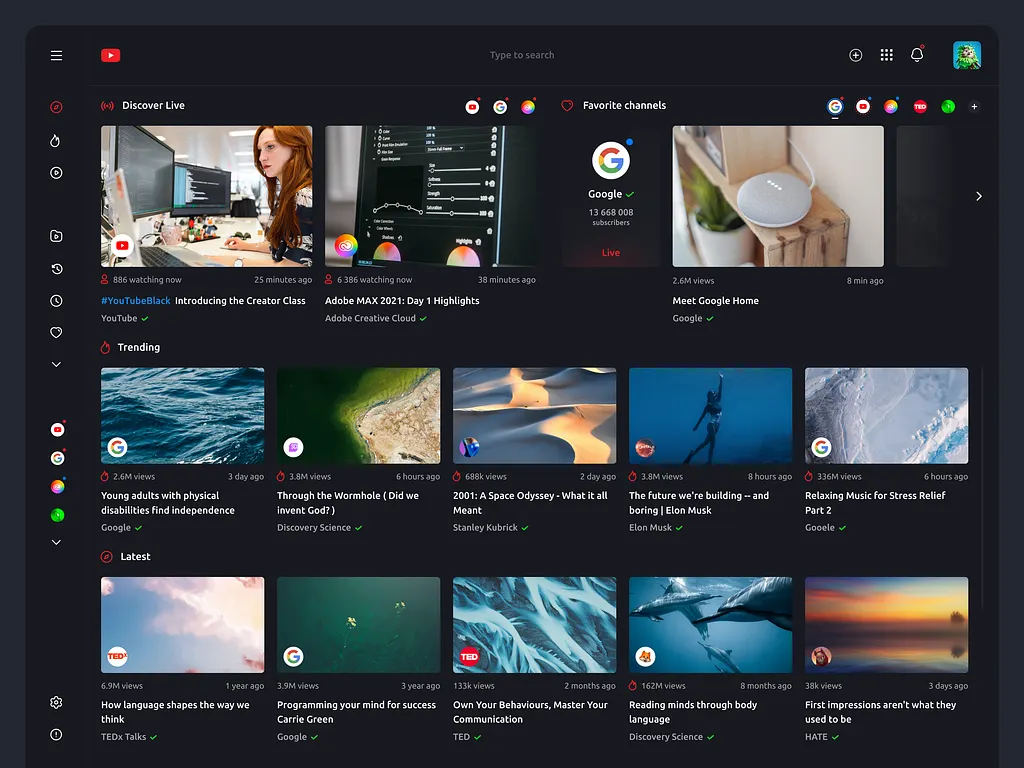 Type to search
Discover Live
Favorite channels
TED
Google
13 668 008
subscribers
Live
886 watching now
25 minutes ago
#YouTubeBlack Introducing the Creator Class
YouTube
6 386 watching now
38 minutes ago
Adobe MAX 2021: Day 1 Highlights
Adobe Creative Cloud
2.6M views
8 min ago
Meet Google Home
Google
Trending
2.6M views
3 day ago
Young adults with physical
disabilities find independence
Google
3.8M views
6 hours ago
Through the Wormhole ( Did we
invent God? )
Discovery Science
688k views
2 day ago
2001: A Space Odyssey - What it all
Meant
Stanley Kubrick
3.8M views
8 hours ago
The future we're building -- and
boring | Elon Musk
Elon Musk
336M views
6 hours ago
Relaxing Music for Stress Relief
Part 2
Gooele
Latest
TEDx
6.9M views
1 year ago
How language shapes the way we
think
TEDx Talks
3.9M views
3 year ago
Programming your mind for success
Carrie Green
Google
TED
133k views
2 months ago
Own Your Behaviours, Master Your
Communication
TED
162M views
8 months ago
Reading minds through body
language
Discovery Science
38k views
3 days ago
First impressions aren't what they
used to be
HATE